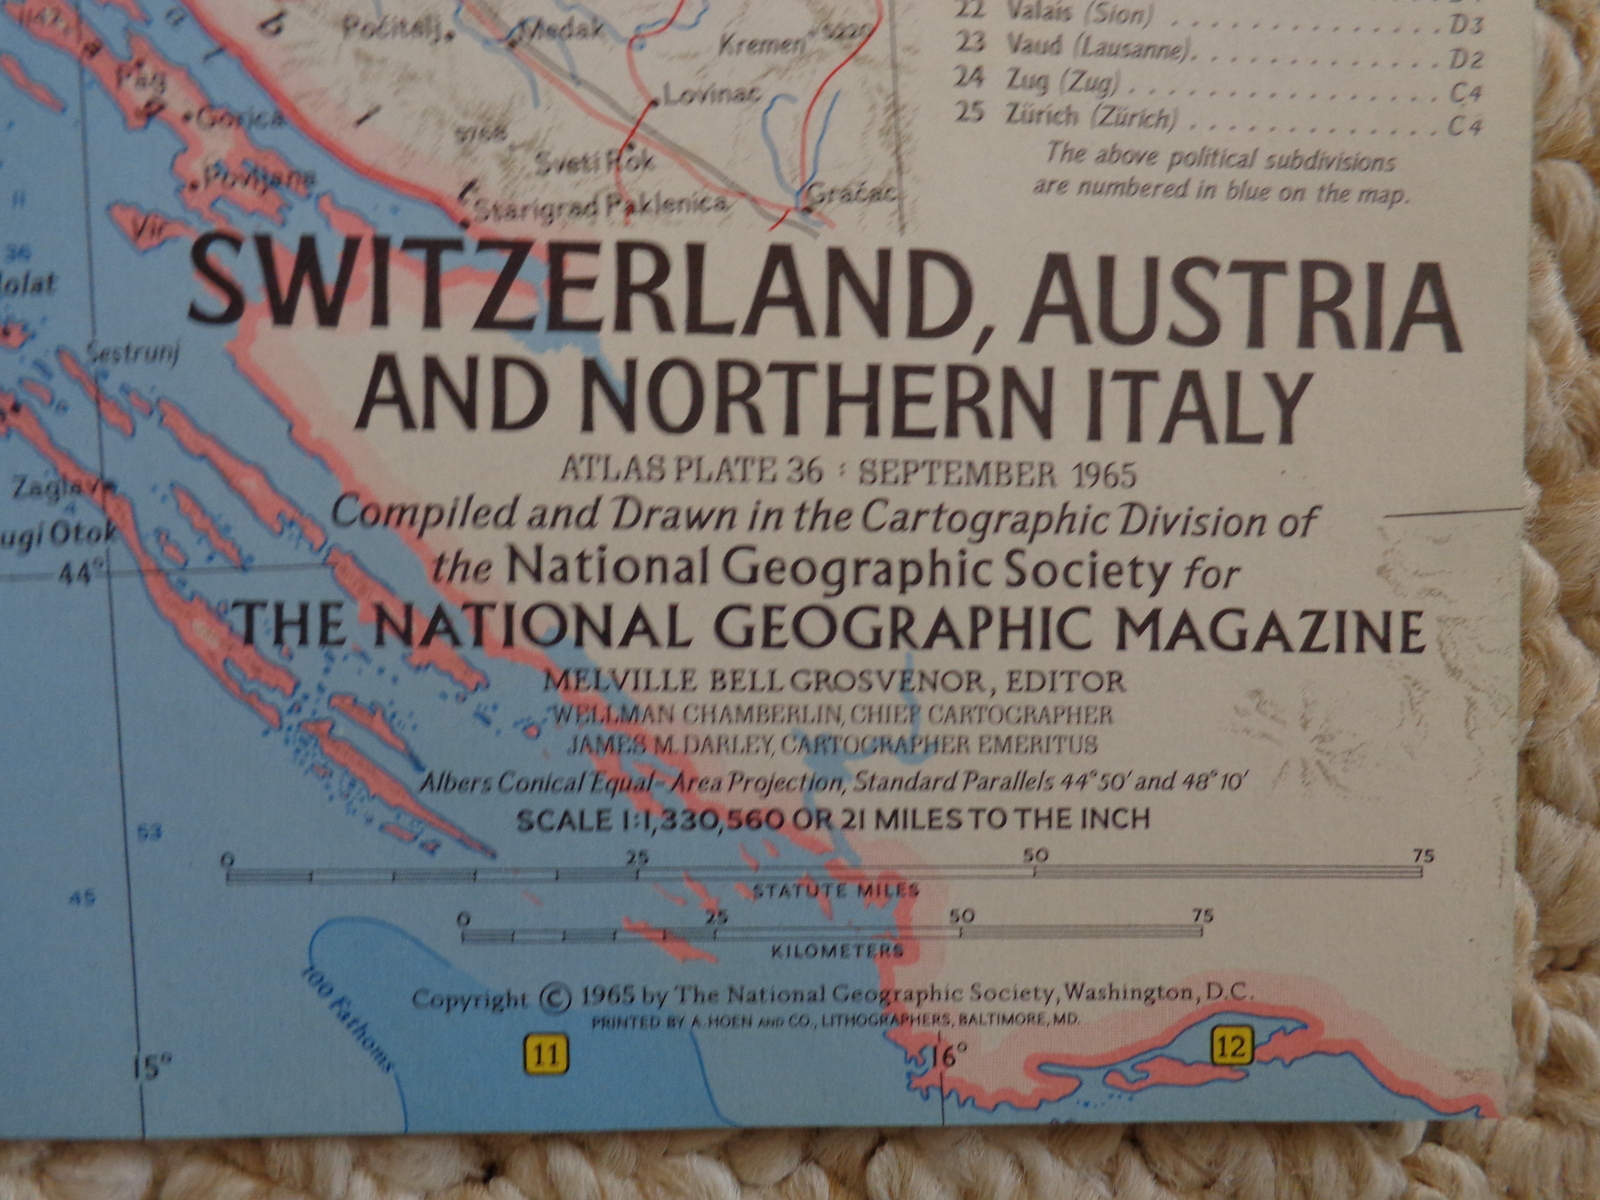 22 Valais (Sion) . . . . . . . . . . . . . . D3
23 Vaud (Lausanne). . . . . . . . . . . . . D2
24 Zug (Zug) . . . . . . . . . . . . . . . . C4
25 Zürich (Zürich) . . . . . . . . . . . . . C4
The above political subdivisions
are numbered in blue on the map.
Počitelj
Medak
Kremen
5220
Pag
Lovinac
Gorica
5768
Sveti Rok
Povljana
Starigrad Paklenica
Gračac
Vir
11
36
SWITZERLAND, AUSTRIA
AND NORTHERN ITALY
Šestrunj
ATLAS PLATE 36 : SEPTEMBER 1965
Zaglav
Compiled and Drawn in the Cartographic Division of
44°
the National Geographic Society for
THE NATIONAL GEOGRAPHIC MAGAZINE
MELVILLE BELL GROSVENOR, EDITOR
WELLMAN CHAMBERLIN, CHIEF CARTOGRAPHER
JAMES M. DARLEY, CARTOGRAPHER EMERITUS
Albers Conical Equal-Area Projection, Standard Parallels 44°50′ and 48°10′
SCALE 1:1,330,560 OR 21 MILES TO THE INCH
53
0 25 50 75
STATUTE MILES
45
0 25 50 75
KILOMETERS
100 Fathoms
Copyright © 1965 by The National Geographic Society, Washington, D.C.
PRINTED BY A. HOEN AND CO., LITHOGRAPHERS, BALTIMORE, MD.
15°
11
16°
12